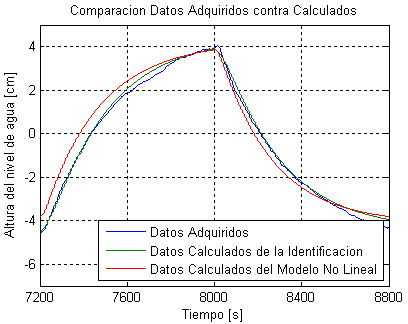 Comparacion Datos Adquiridos contra Calculados
Altura del nivel de agua [cm]
4
2
0
-2
-4
-6
Datos Adquiridos
Datos Calculados de la Identificacion
Datos Calculados del Modelo No Lineal
7200 7600 8000 8400 8800
Tiempo [s]